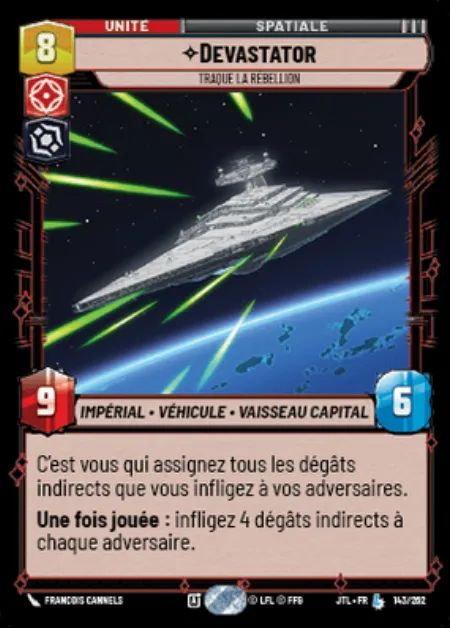 UNITÉ SPATIALE
8
DEVASTATOR
TRAQUE LA RÉBELLION
9
IMPÉRIAL • VÉHICULE • VAISSEAU CAPITAL
6
C'est vous qui assignez tous les dégâts
indirects que vous infligez à vos adversaires.
Une fois jouée : infligez 4 dégâts indirects à
chaque adversaire.
FRANCOIS CANNELS © LFL © FFG JTL • FR 143/262